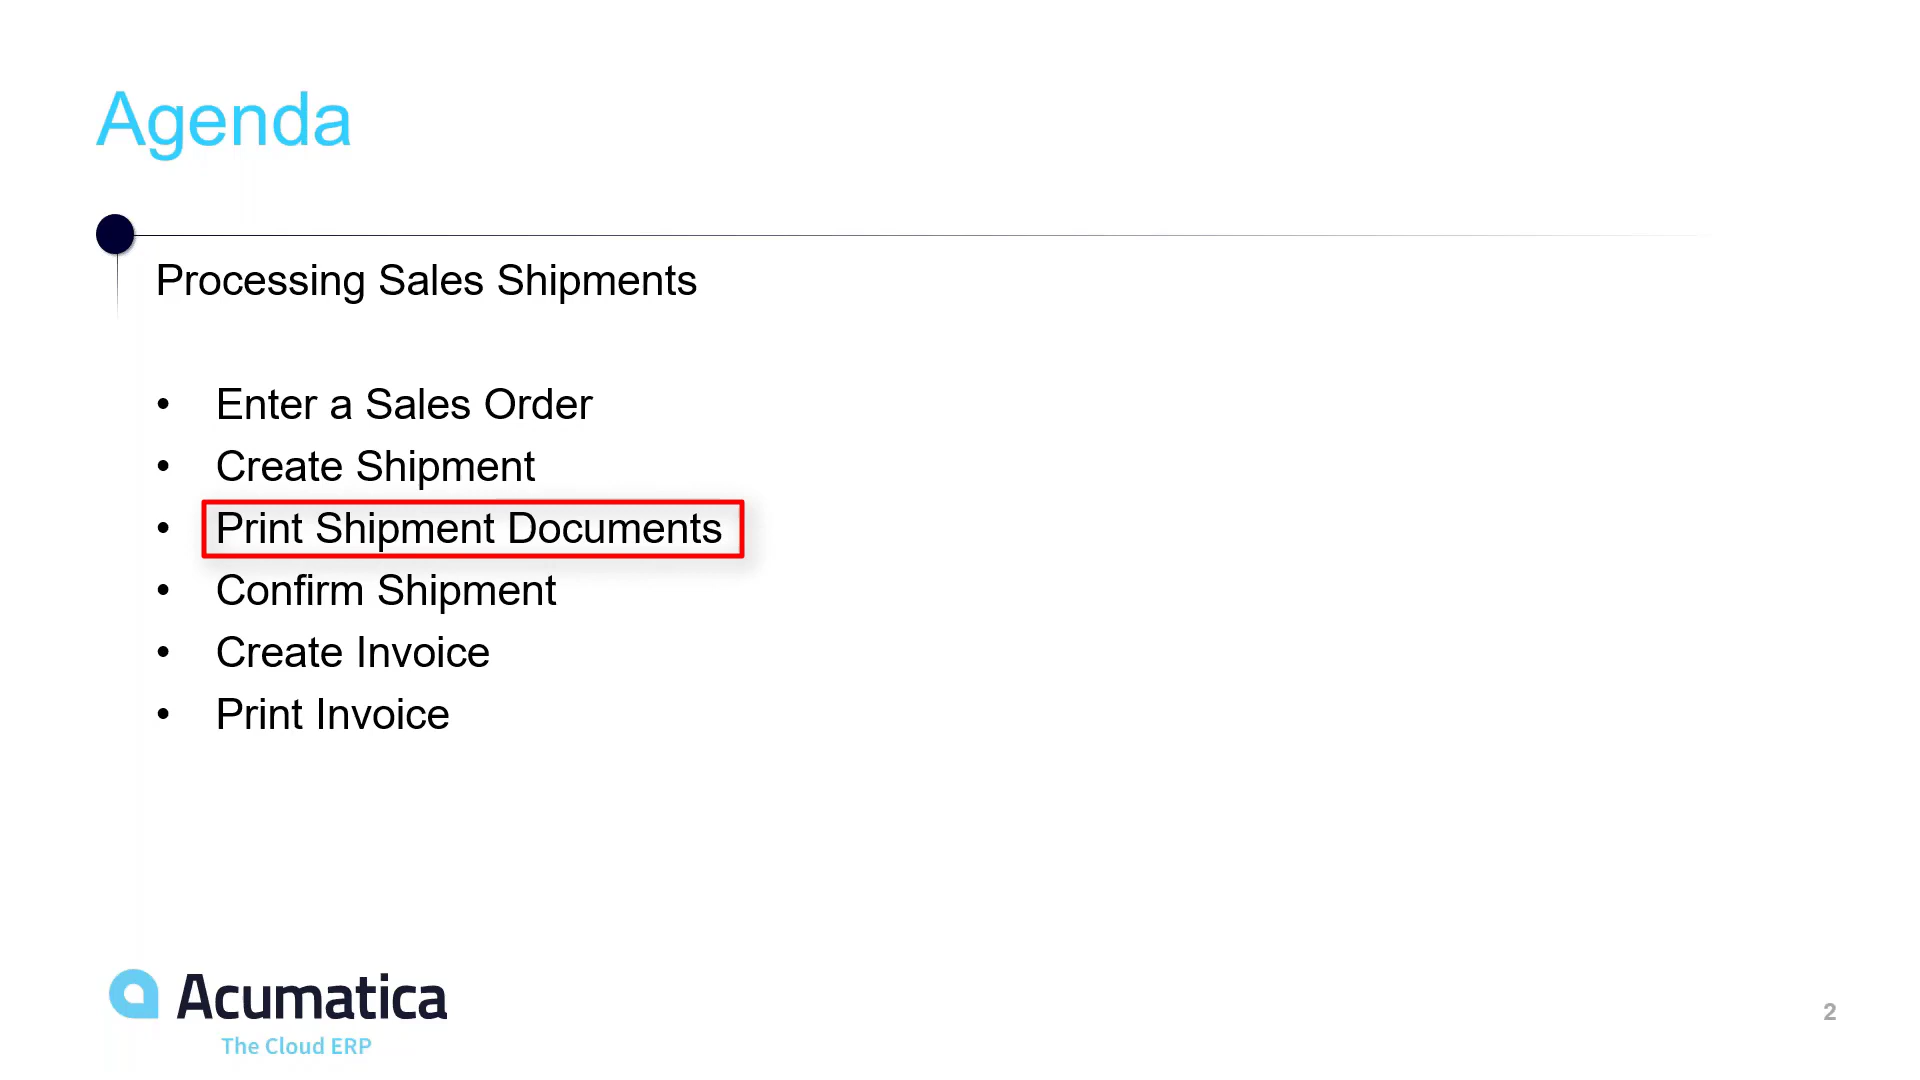 Agenda
Processing Sales Shipments
• Enter a Sales Order
• Create Shipment
• Print Shipment Documents
• Confirm Shipment
• Create Invoice
• Print Invoice
Acumatica
The Cloud ERP
2